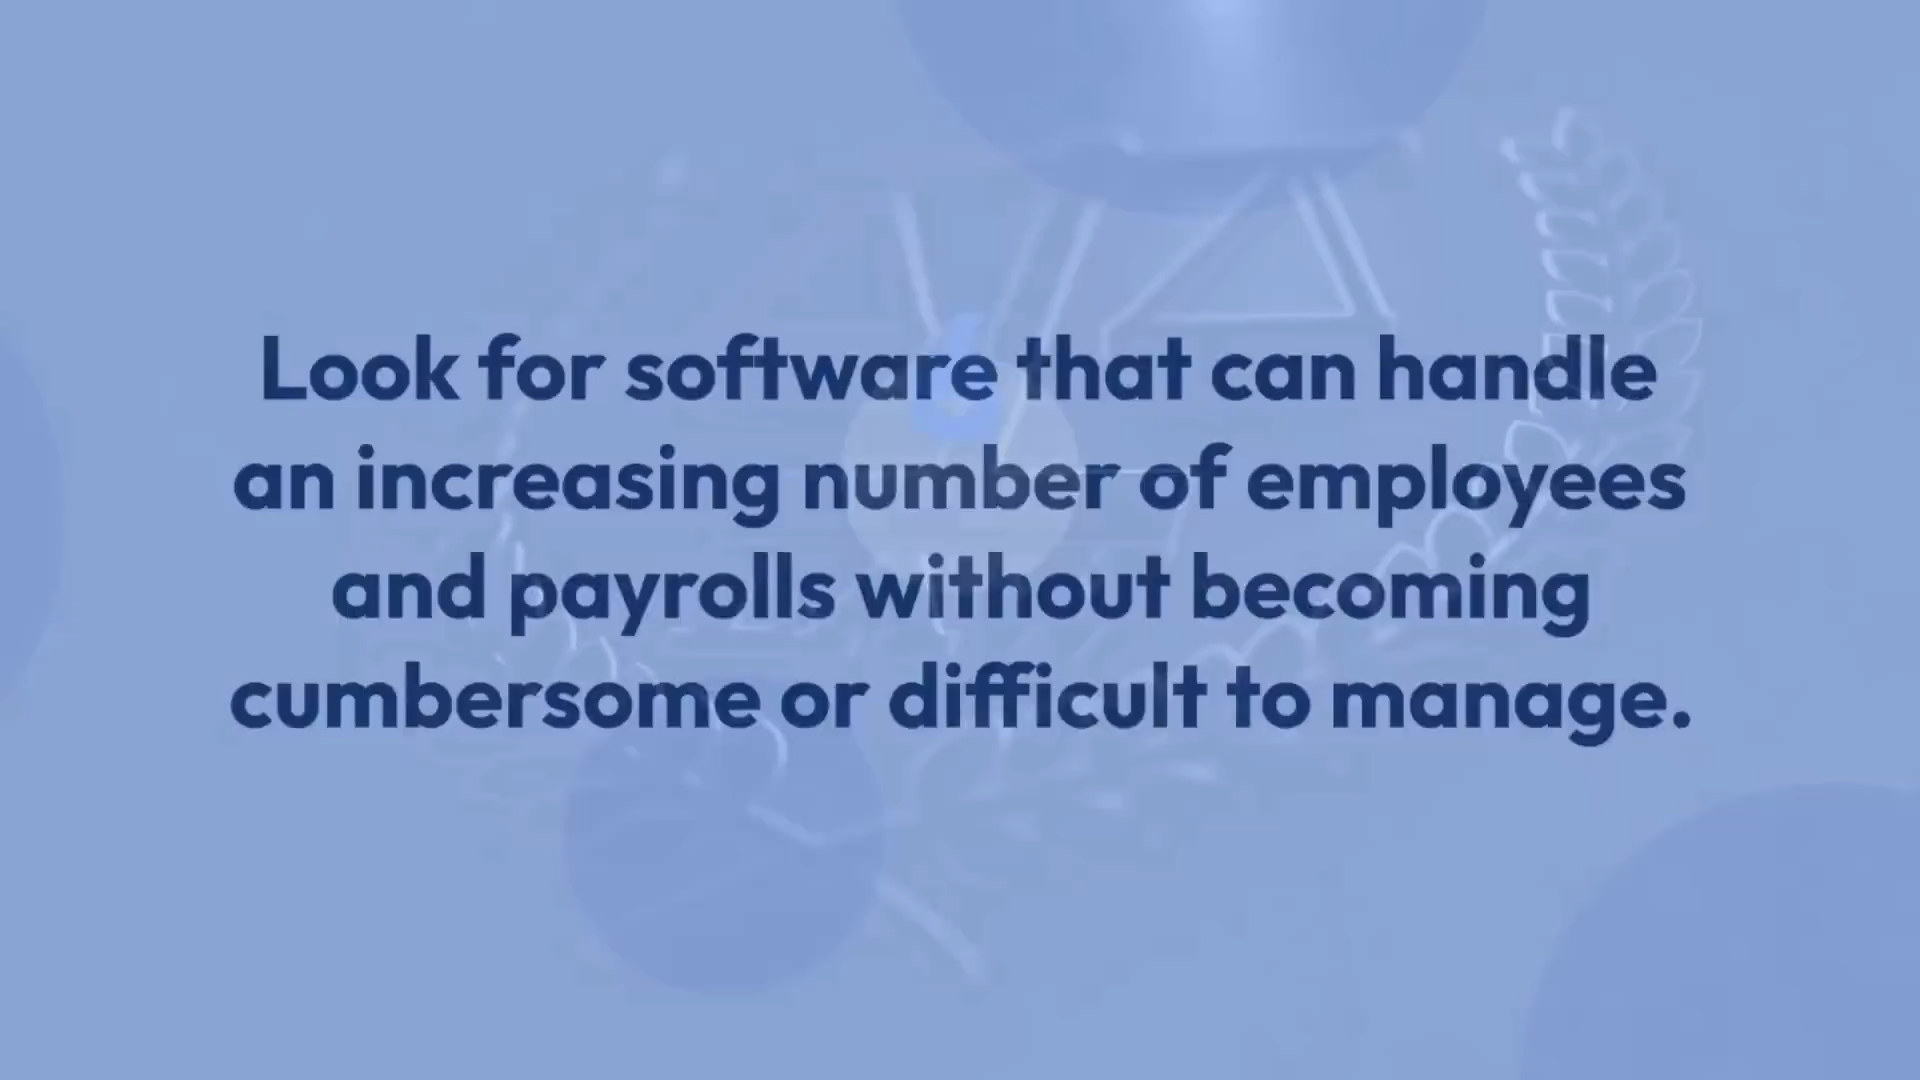 Look for software that can handle
an increasing number of employees
and payrolls without becoming
cumbersome or difficult to manage.